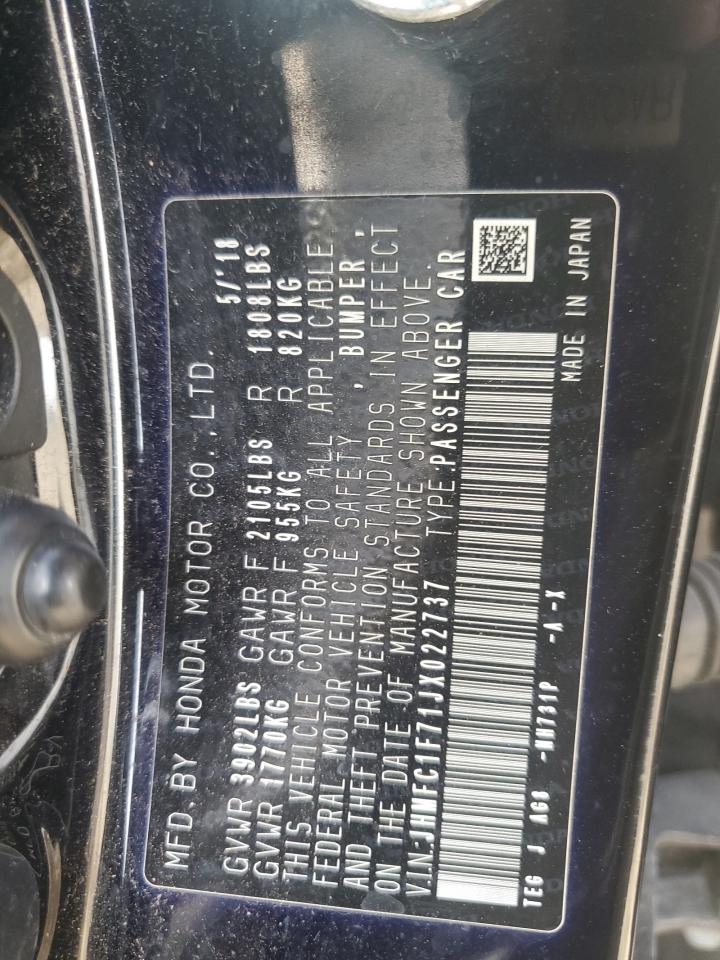 MFD.BY HONDA MOTOR CO.,LTD. 5/'18
GVWR 3902LBS GAWR F 2105LBS R 1808LBS
GVWR 1770KG GAWR F 955KG R 820KG
THIS VEHICLE CONFORMS TO ALL APPLICABLE
FEDERAL MOTOR VEHICLE SAFETY , BUMPER ,
AND THEFT PREVENTION STANDARDS IN EFFECT
ON THE DATE OF MANUFACTURE SHOWN ABOVE.
V.I.N:JHMFC1F71JX022737 TYPE:PASSENGER CAR
TEG J AG8 -NH731P -A -X MADE IN JAPAN